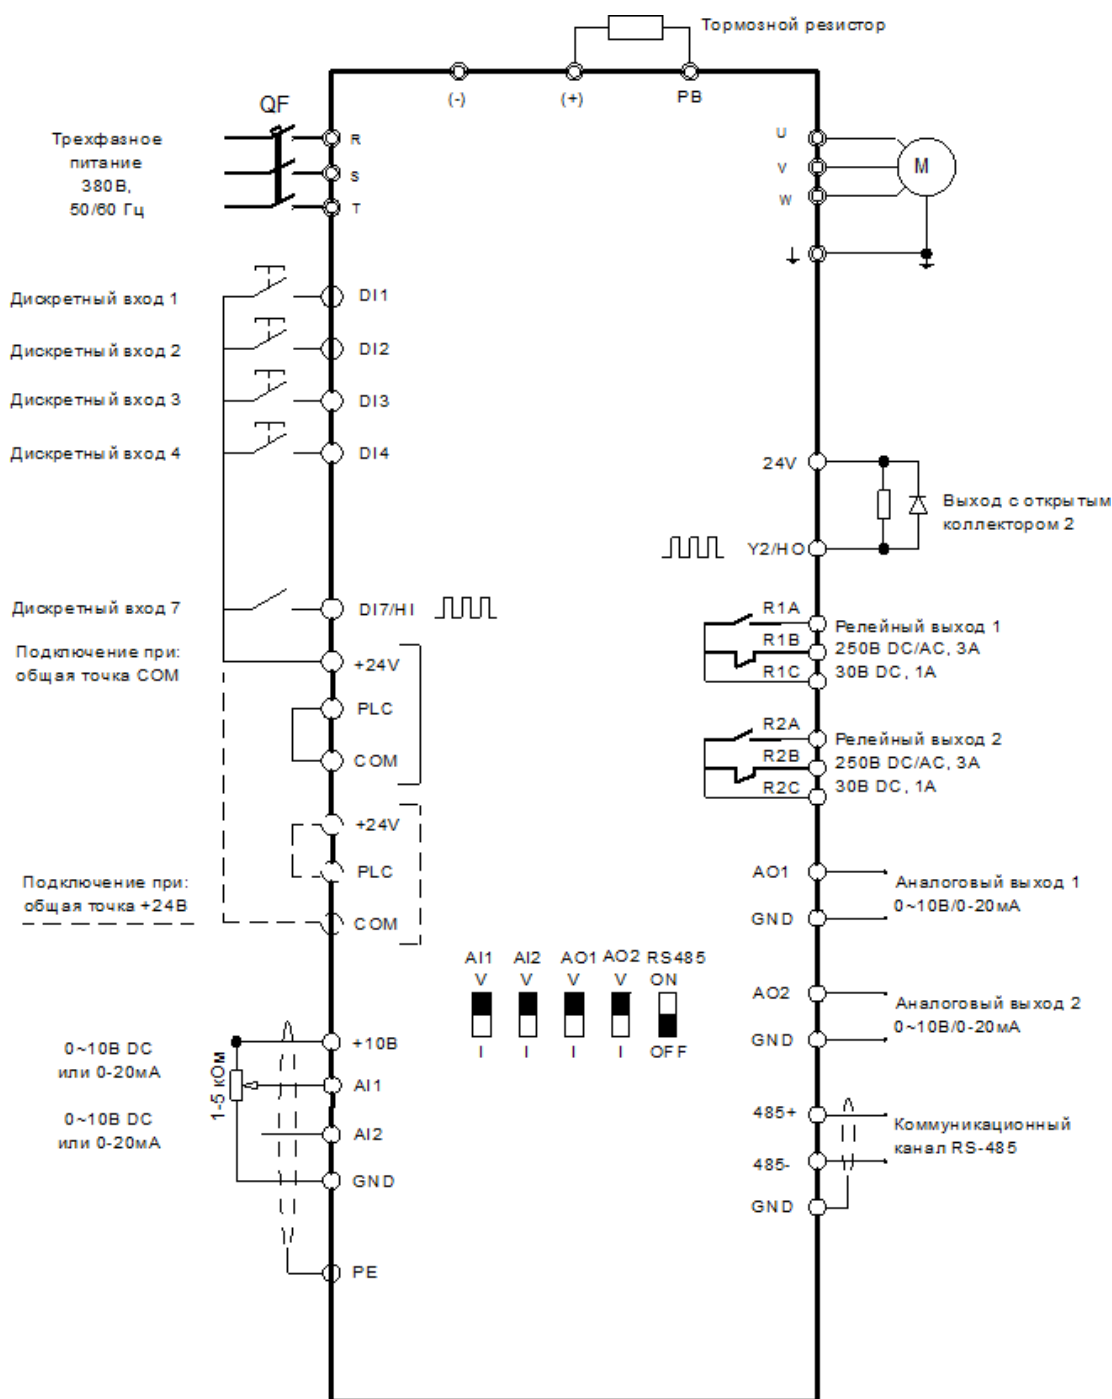 Тормозной резистор
(-)
(+)
PB
QF
Трехфазное
питание
380В,
50/60 Гц
R
S
T
U
V
W
M
Дискретный вход 1
DI1
Дискретный вход 2
DI2
Дискретный вход 3
DI3
Дискретный вход 4
DI4
24V
Выход с открытым
коллектором 2
Y2/HO
Дискретный вход 7
DI7/HI
R1A
R1B
R1C
Релейный выход 1
250В DC/AC, 3А
30В DC, 1А
Подключение при:
общая точка COM
+24V
PLC
COM
R2A
R2B
R2C
Релейный выход 2
250В DC/AC, 3А
30В DC, 1А
+24V
PLC
COM
Подключение при:
общая точка +24В
AO1
GND
Аналоговый выход 1
0~10В/0-20мА
AI1
AI2
AO1
AO2
RS485
V
V
V
V
ON
I
I
I
I
OFF
AO2
GND
Аналоговый выход 2
0~10В/0-20мА
0~10В DC
или 0-20мА
0~10В DC
или 0-20мА
1-5 кОм
+10В
AI1
AI2
GND
PE
485+
485-
GND
Коммуникационный
канал RS-485